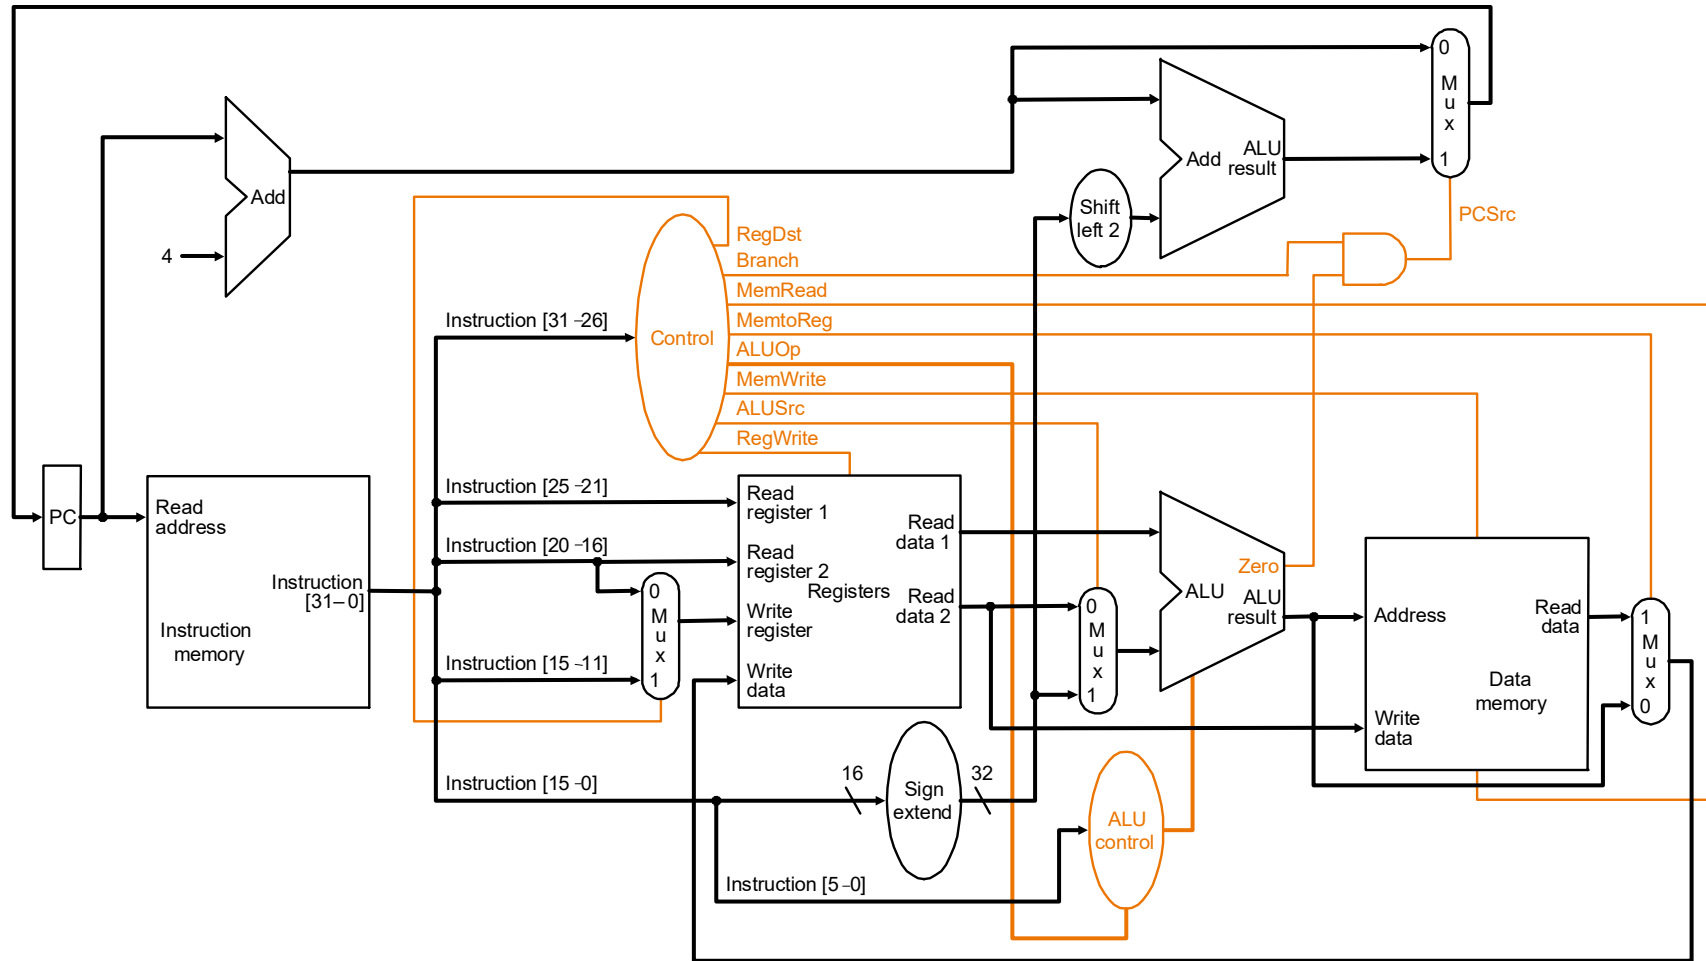 0
M
u
x
1
Add
ALU
result
Add
4
Shift
left 2
PCSrc
RegDst
Branch
MemRead
MemtoReg
ALUOp
MemWrite
ALUSrc
RegWrite
Control
Instruction [31–26]
Instruction [25–21]
Instruction [20–16]
Instruction [15–11]
Instruction [15–0]
Instruction [5–0]
PC
Read
address
Instruction
[31–0]
Instruction
memory
0
M
u
x
1
Read
register 1
Read
register 2
Write
register
Write
data
Registers
Read
data 1
Read
data 2
0
M
u
x
1
Zero
ALU
ALU
result
Address
Write
data
Read
data
Data
memory
1
M
u
x
0
16
Sign
extend
32
ALU
control